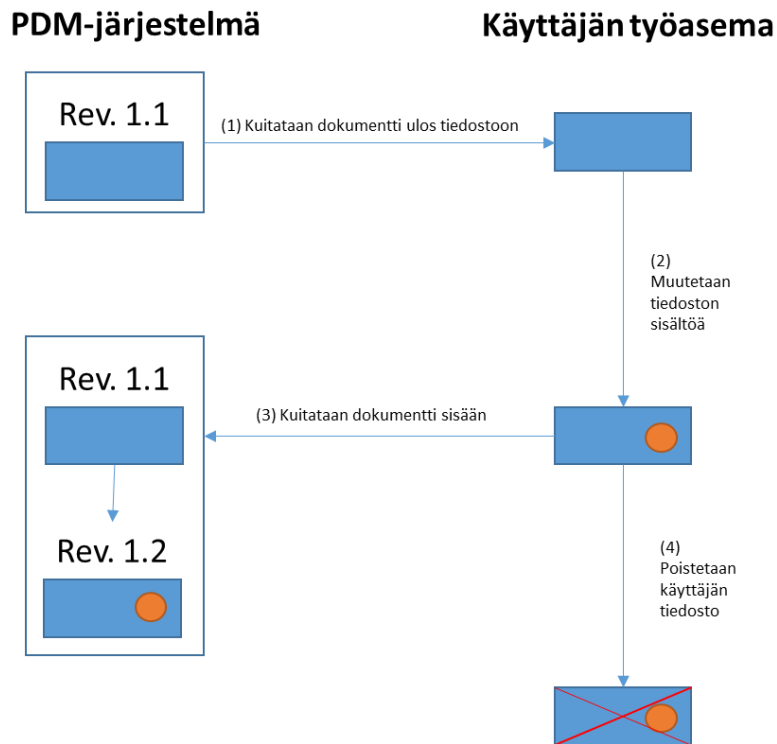 PDM-järjestelmä
Käyttäjän työasema
Rev. 1.1
(1) Kuitataan dokumentti ulos tiedostoon
(2)
Muutetaan
tiedoston
sisältöä
Rev. 1.1
(3) Kuitataan dokumentti sisään
Rev. 1.2
(4)
Poistetaan
käyttäjän
tiedosto